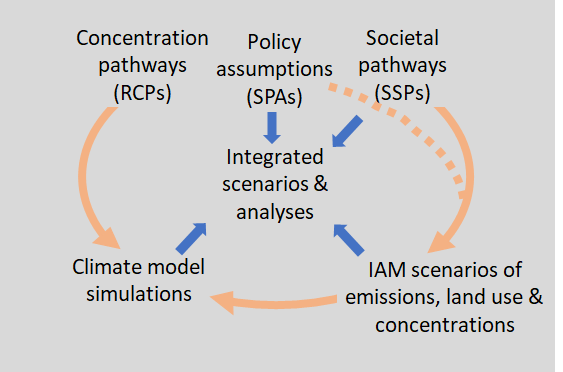 Concentration
pathways
(RCPs)
Policy
assumptions
(SPAs)
Societal
pathways
(SSPs)
Integrated
scenarios &
analyses
Climate model
simulations
IAM scenarios of
emissions, land use &
concentrations